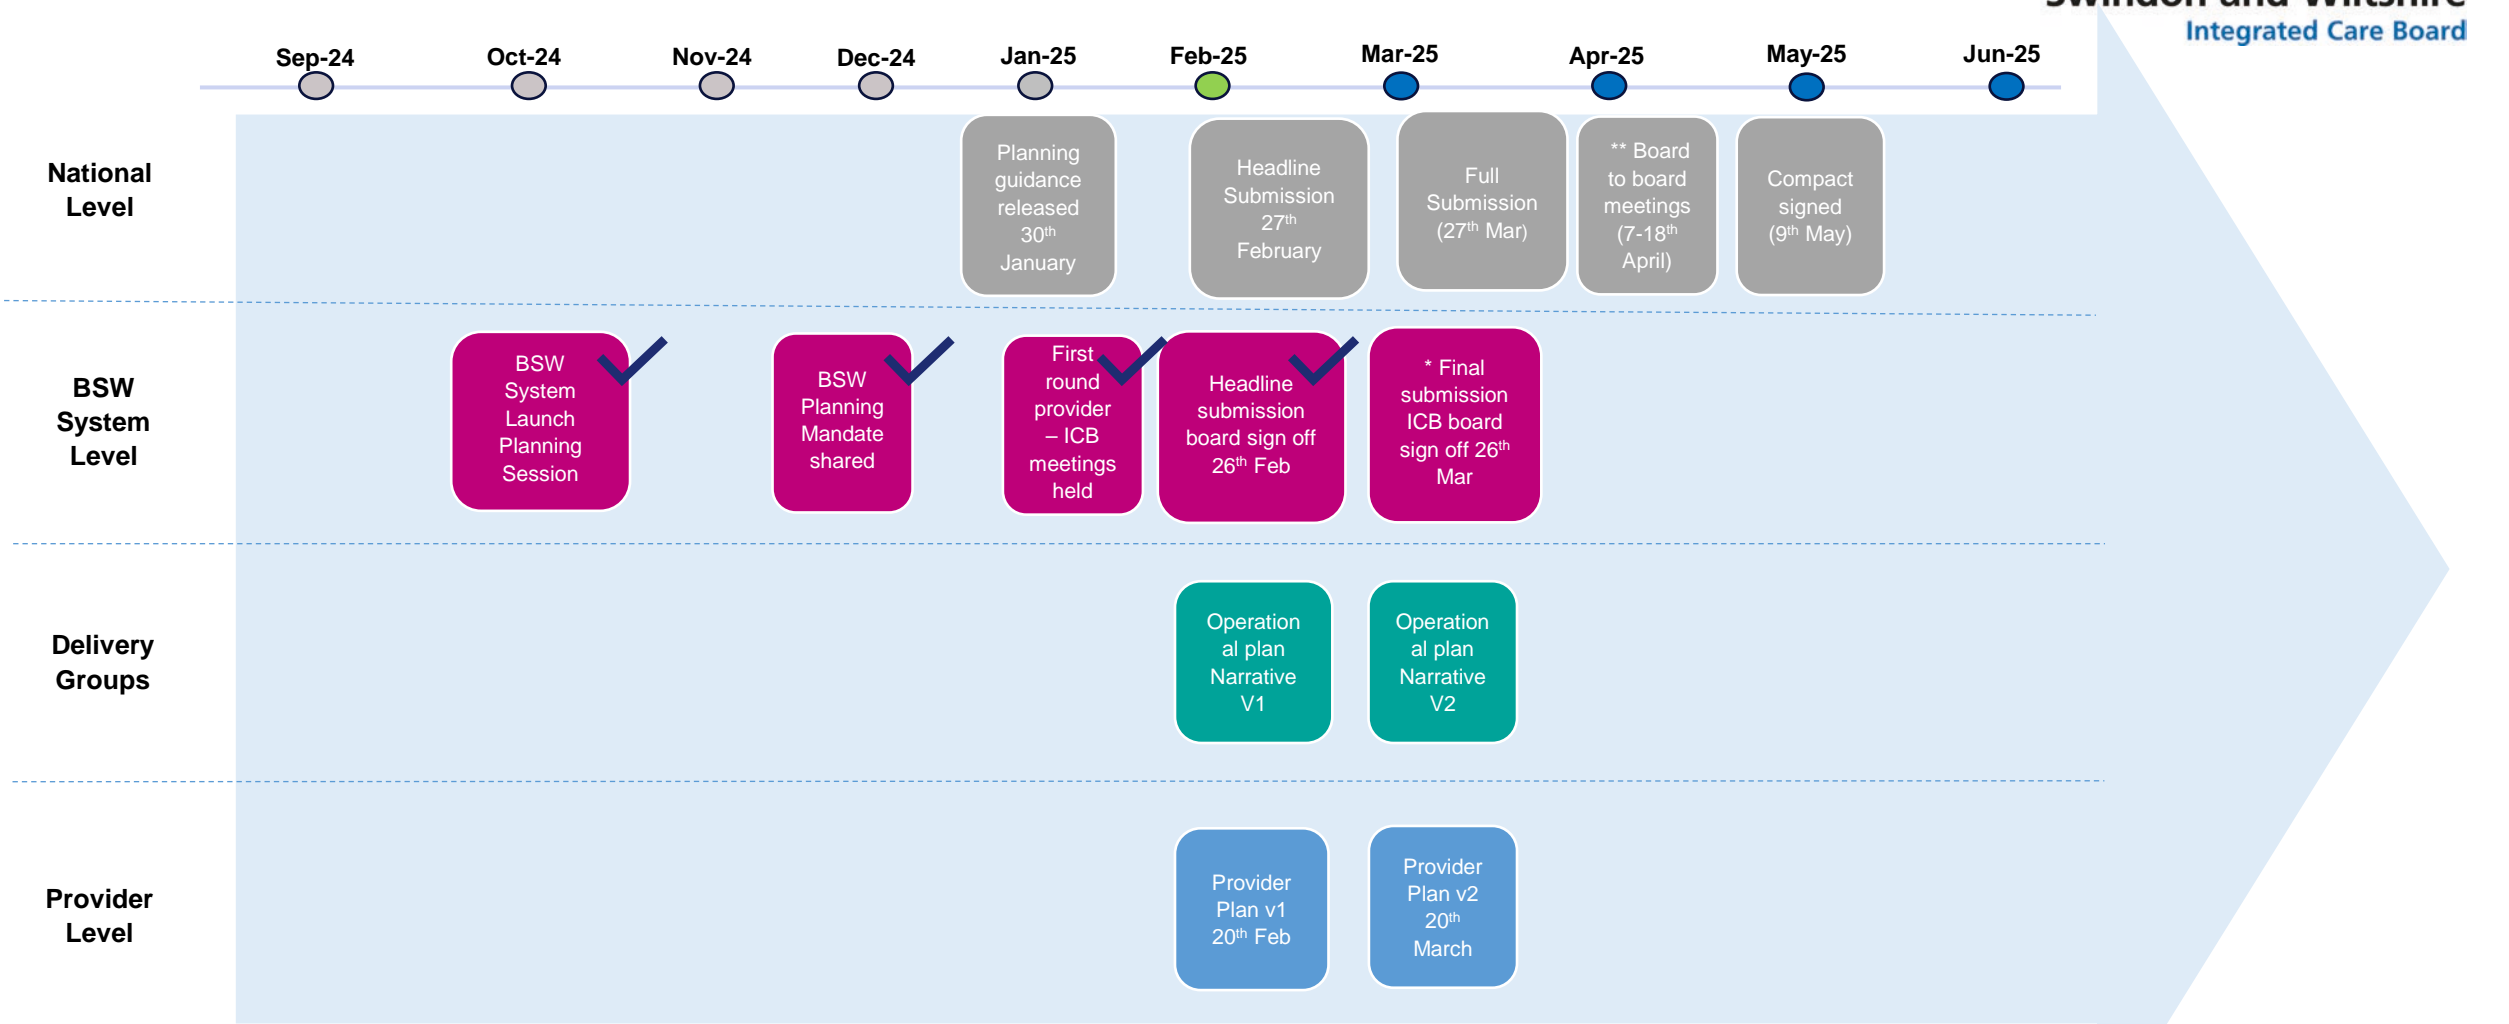 Swindon and Wiltshire
Integrated Care Board
Sep-24
Oct-24
Nov-24
Dec-24
Jan-25
Feb-25
Mar-25
Apr-25
May-25
Jun-25
National
Level
Planning
guidance
released
30th
January
Headline
Submission
27th
February
Full
Submission
(27th Mar)
** Board
to board
meetings
(7-18th
April)
Compact
signed
(9th May)
BSW
System
Level
BSW
System
Launch
Planning
Session
BSW
Planning
Mandate
shared
First
round
provider
– ICB
meetings
held
Headline
submission
board sign off
26th Feb
* Final
submission
ICB board
sign off 26th
Mar
Delivery
Groups
Operation
al plan
Narrative
V1
Operation
al plan
Narrative
V2
Provider
Level
Provider
Plan v1
20th Feb
Provider
Plan v2
20th
March